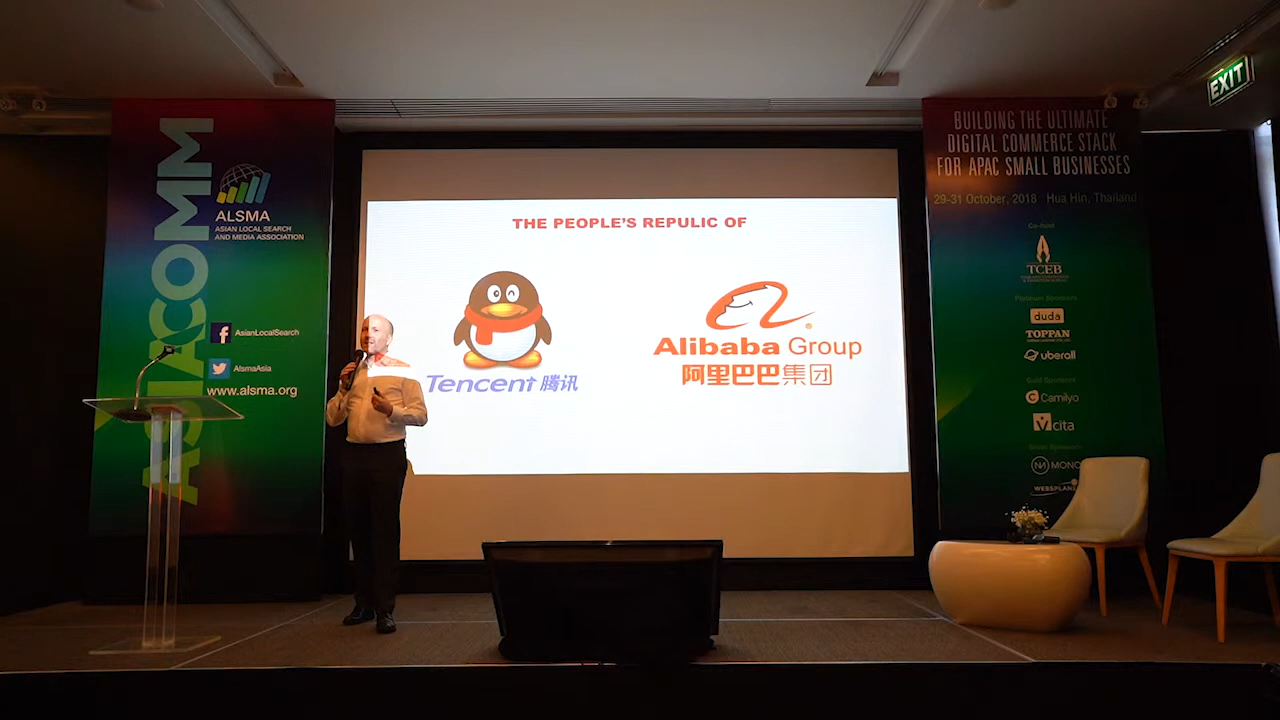 ASIACOMM
ALSMA
ASIAN LOCAL SEARCH
AND MEDIA ASSOCIATION
AsianLocalSearch
AlsmaAsia
www.alsma.org
THE PEOPLE'S REPULIC OF
Tencent 腾讯
Alibaba Group
阿里巴巴集团
BUILDING THE ULTIMATE
DIGITAL COMMERCE STACK
FOR APAC SMALL BUSINESSES
29-31 October, 2018 Hua Hin, Thailand
Co-host
TCEB
Platinum Sponsors
duda
TOPPAN
uberall
Gold Sponsors
Camilyo
vcita
Silver Sponsors
MONO
WEBSPLANET
EXIT